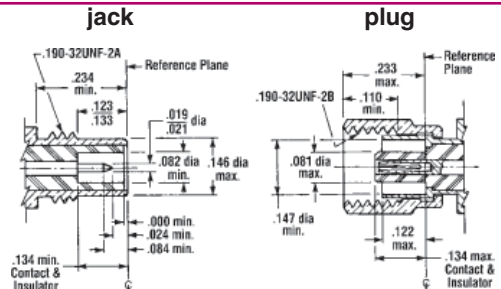 jack
.190-32UNF-2A
Reference Plane
.234
min.
.123
.133
.019
.021
dia
.082 dia
min.
.146 dia
max.
.000 min.
.024 min.
.084 min.
.134 min.
Contact &
Insulator
℄
plug
Reference
Plane
.233
max.
.190-32UNF-2B
.110
min.
.081 dia
max.
.147 dia
min.
.122
max.
.134 max.
Contact &
Insulator
℄